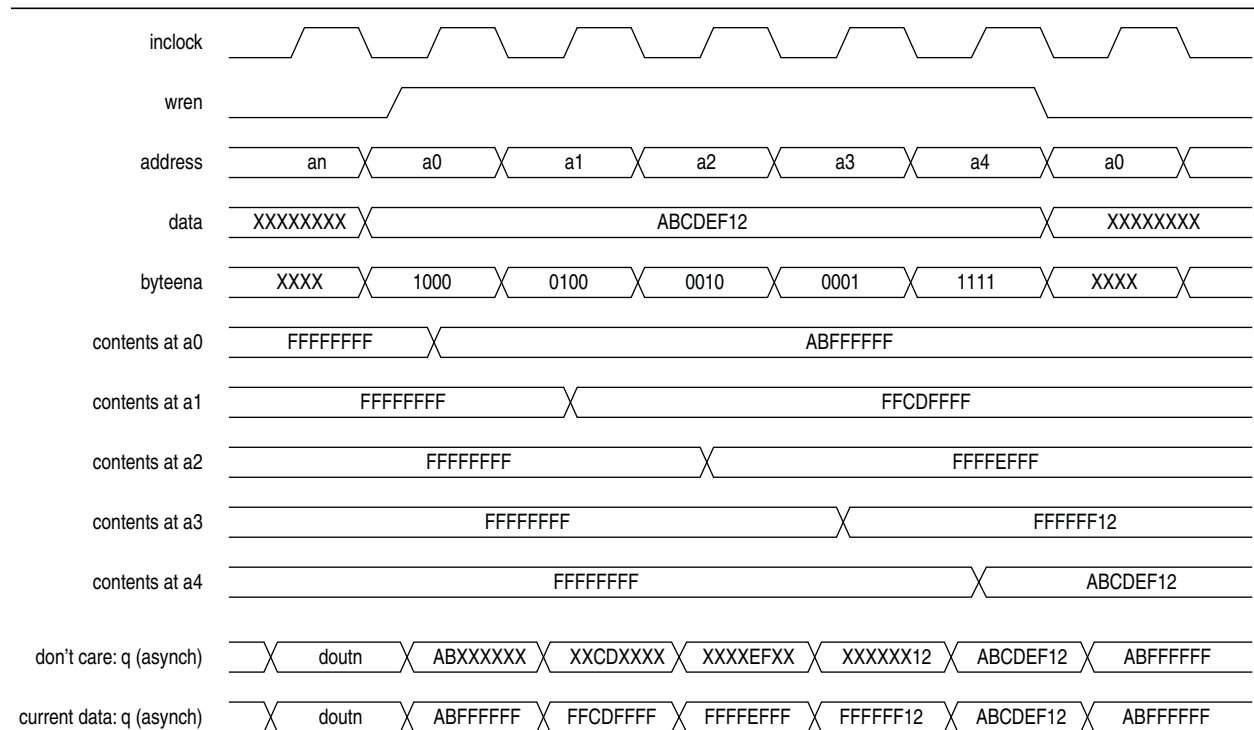 inclock
wren
address an a0 a1 a2 a3 a4 a0
data XXXXXXXX ABCDEF12 XXXXXXXX
byteena XXXX 1000 0100 0010 0001 1111 XXXX
contents at a0 FFFFFFFF ABFFFFFF
contents at a1 FFFFFFFF FFCDFFFF
contents at a2 FFFFFFFF FFFFEFFF
contents at a3 FFFFFFFF FFFFFF12
contents at a4 FFFFFFFF ABCDEF12
don't care: q (asynch) doutn ABXXXXXX XXCDXXXX XXXXEFXX XXXXXX12 ABCDEF12 ABFFFFFF
current data: q (asynch) doutn ABFFFFFF FFCDFFFF FFFFEFFF FFFFFF12 ABCDEF12 ABFFFFFF